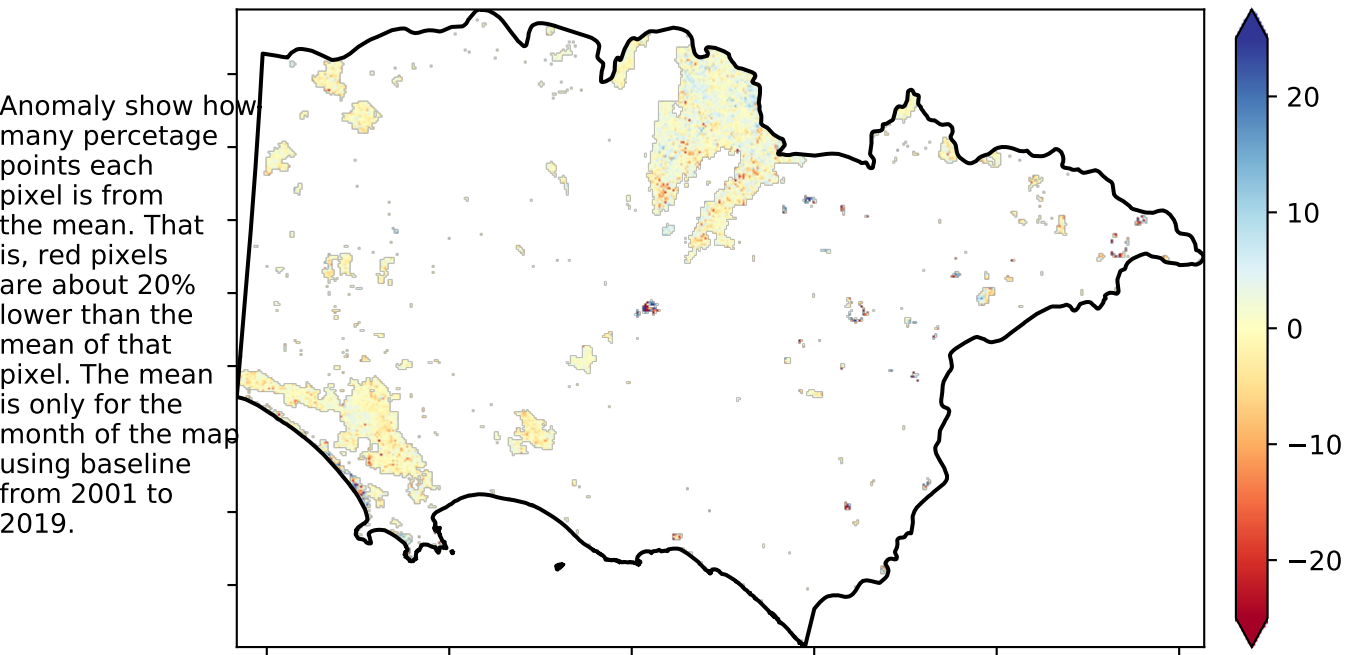 Anomaly show how
many percetage
points each
pixel is from
the mean. That
is, red pixels
are about 20%
lower than the
mean of that
pixel. The mean
is only for the
month of the map
using baseline
from 2001 to
2019.
20
10
0
−10
−20